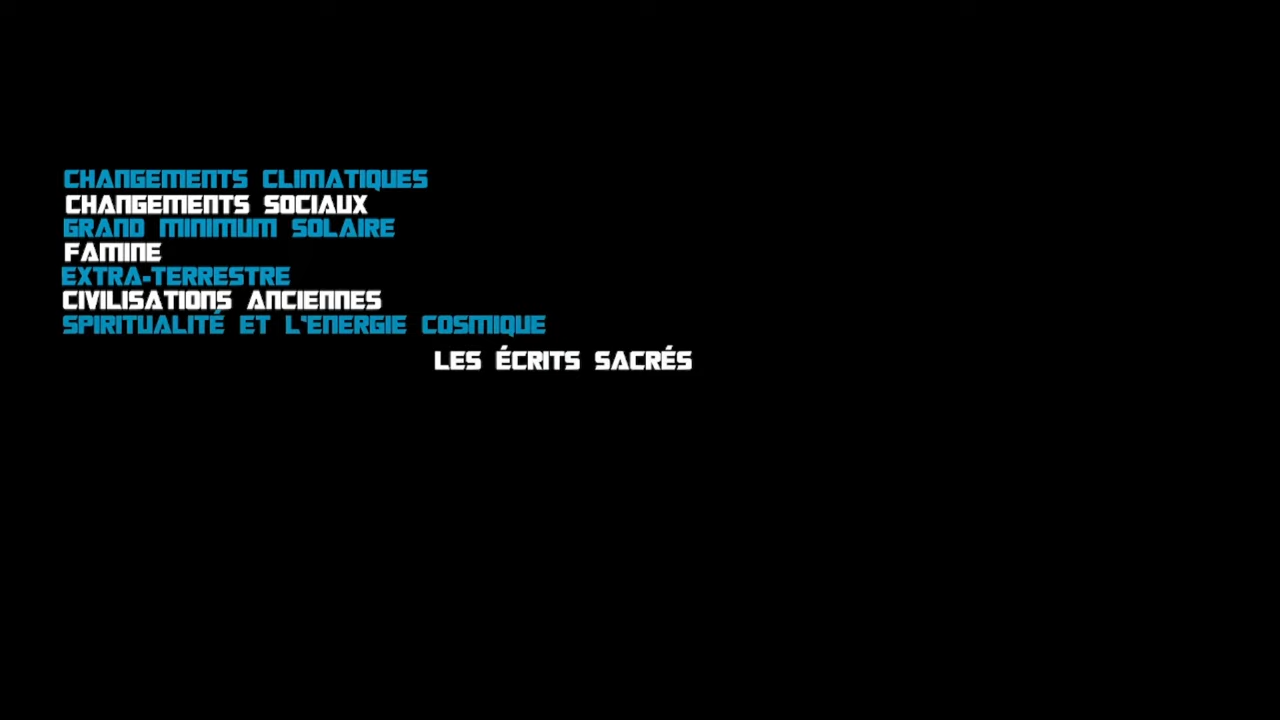 CHANGEMENTS CLIMATIQUES
CHANGEMENTS SOCIAUX
GRAND MINIMUM SOLAIRE
FAMINE
EXTRA-TERRESTRE
CIVILISATIONS ANCIENNES
SPIRITUALITÉ ET L'ENERGIE COSMIQUE
LES ÉCRITS SACRÉS